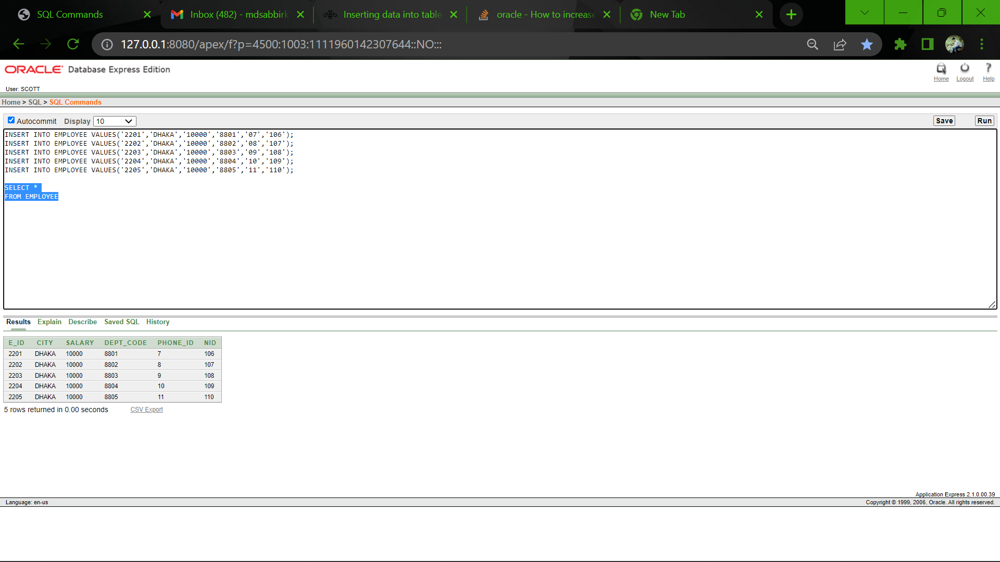 SQL Commands
Inbox (482) - mdsabbirk
Inserting data into table
oracle - How to increase
New Tab
127.0.0.1:8080/apex/f?p=4500:1003:1111960142307644::NO:::
ORACLE Database Express Edition
Home Logout Help
User: SCOTT
Home > SQL > SQL Commands
Autocommit Display 10 Save Run
INSERT INTO EMPLOYEE VALUES('2201','DHAKA','10000','8801','07','106');
INSERT INTO EMPLOYEE VALUES('2202','DHAKA','10000','8802','08','107');
INSERT INTO EMPLOYEE VALUES('2203','DHAKA','10000','8803','09','108');
INSERT INTO EMPLOYEE VALUES('2204','DHAKA','10000','8804','10','109');
INSERT INTO EMPLOYEE VALUES('2205','DHAKA','10000','8805','11','110');
SELECT *
FROM EMPLOYEE
Results Explain Describe Saved SQL History
E_ID CITY SALARY DEPT_CODE PHONE_ID NID
2201 DHAKA 10000 8801 7 106
2202 DHAKA 10000 8802 8 107
2203 DHAKA 10000 8803 9 108
2204 DHAKA 10000 8804 10 109
2205 DHAKA 10000 8805 11 110
5 rows returned in 0.00 seconds CSV Export
Application Express 2.1.0.00.39
Language: en-us Copyright © 1999, 2006, Oracle. All rights reserved.